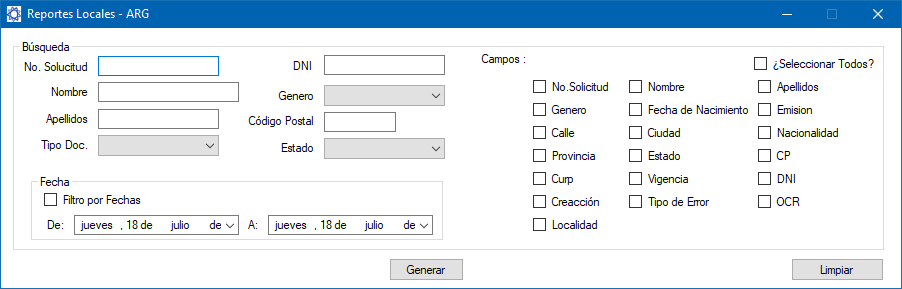 Reportes Locales - ARG
Búsqueda
No. Solucitud
DNI
Nombre
Genero
Apellidos
Código Postal
Tipo Doc.
Estado
Fecha
Filtro por Fechas
De: jueves , 18 de julio de A: jueves , 18 de julio de
Campos :
¿Seleccionar Todos?
No.Solicitud Nombre Apellidos
Genero Fecha de Nacimiento Emision
Calle Ciudad Nacionalidad
Provincia Estado CP
Curp Vigencia DNI
Creacción Tipo de Error OCR
Localidad
Generar
Limpiar